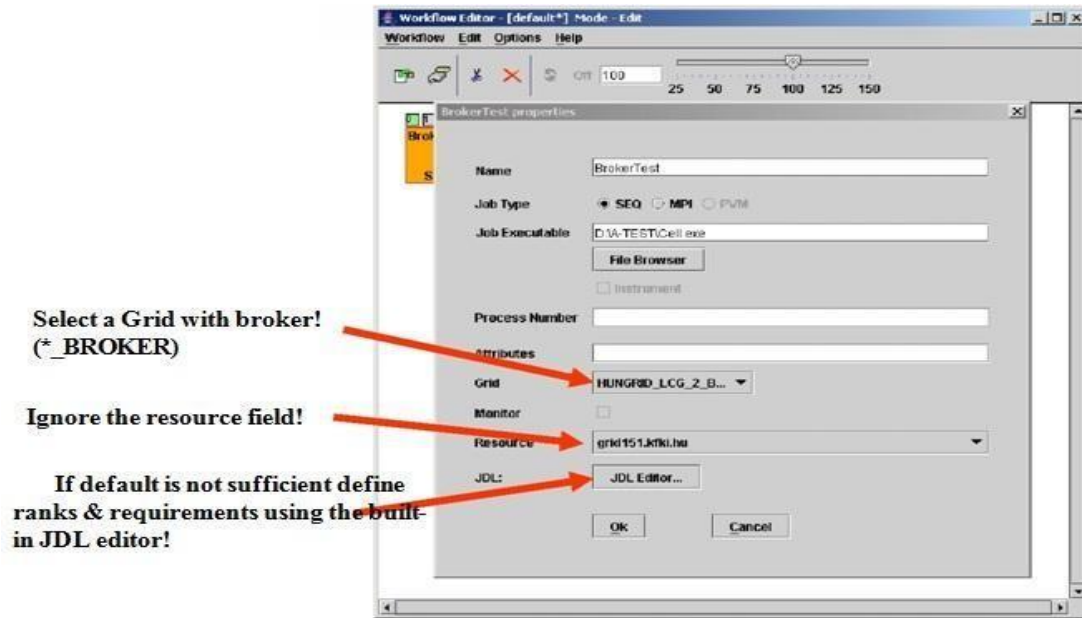 Workflow Editor - [default*] Mode - Edit
Workflow Edit Options Help
Off 100
25 50 75 100 125 150
BrokerTest properties
Brok
S
Name BrokerTest
Job Type SEQ MPI PVM
Job Executable D:\A-TEST\Cell.exe
File Browser
Instrument
Process Number
Attributes
Grid HUNGRID_LCG_2_B...
Monitor
Resource grid151.kfki.hu
JDL: JDL Editor...
Ok Cancel
Select a Grid with broker!
(*_BROKER)
Ignore the resource field!
If default is not sufficient define
ranks & requirements using the built-
in JDL editor!